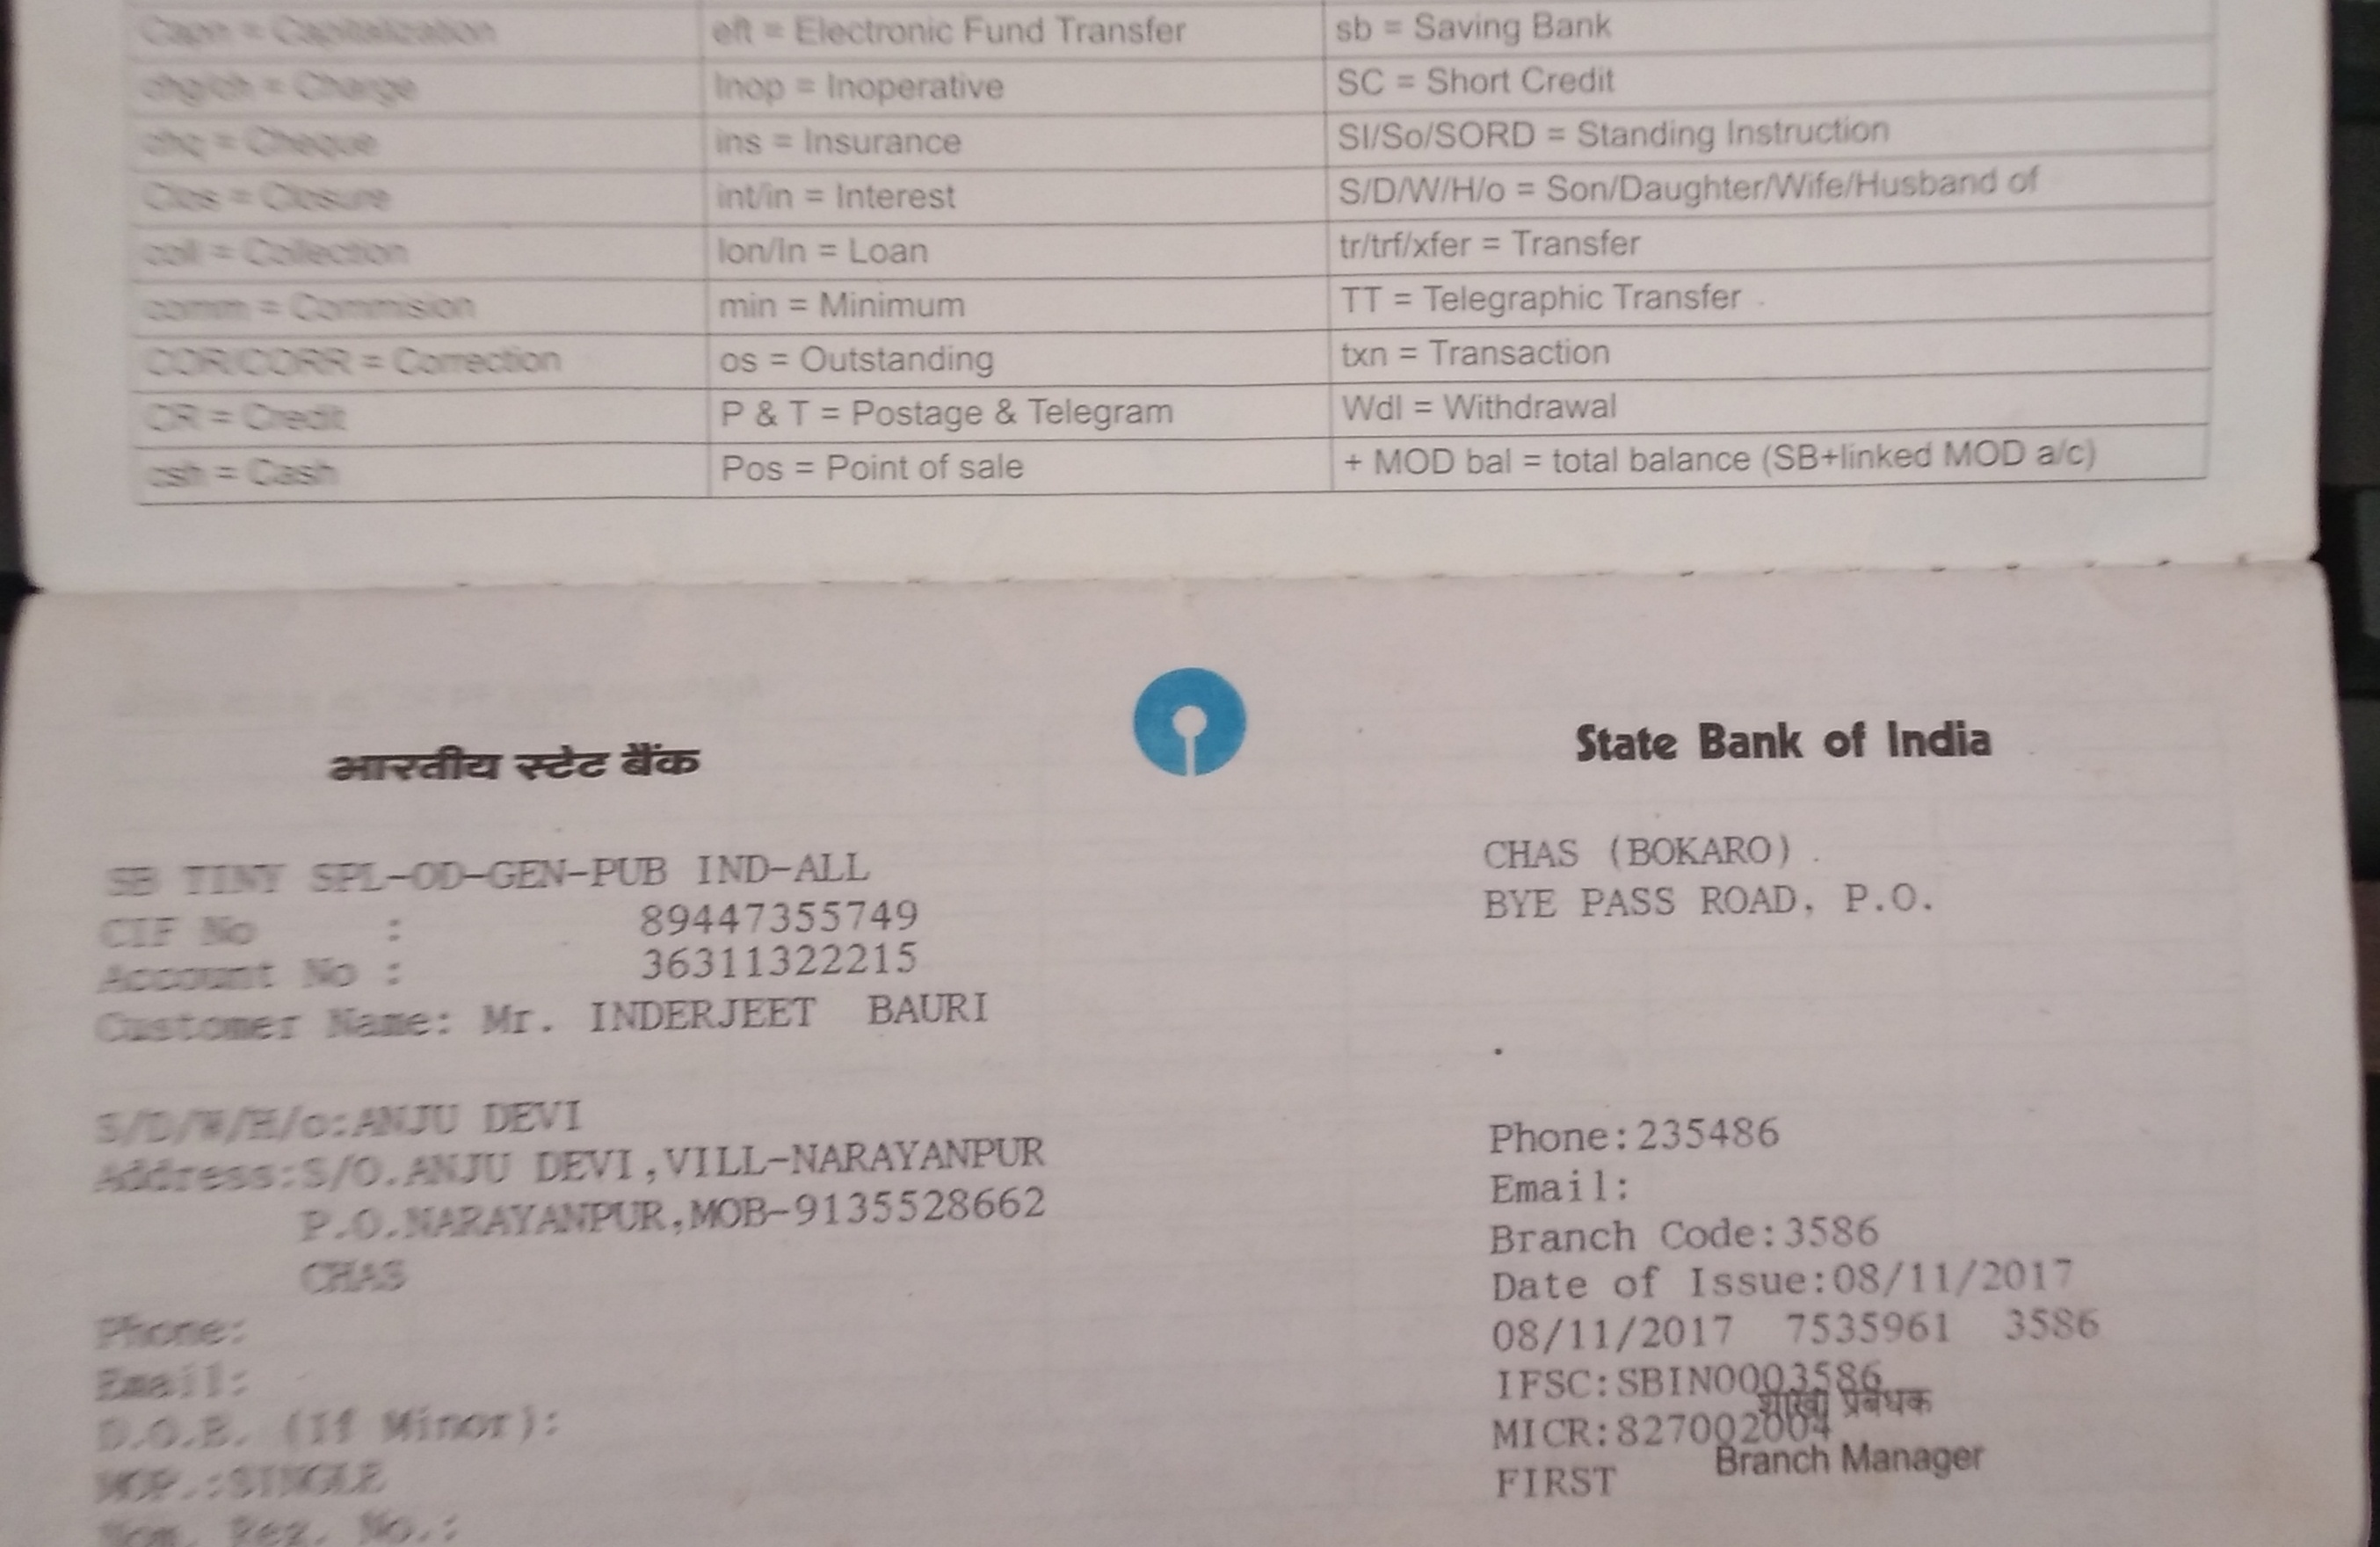 Capn = Capitalization eft = Electronic Fund Transfer sb = Saving Bank
chg/ch = Charge Inop = Inoperative SC = Short Credit
chq = Cheque ins = Insurance SI/So/SORD = Standing Instruction
Clos = Closure int/in = Interest S/D/W/H/o = Son/Daughter/Wife/Husband of
coll = Collection lon/ln = Loan tr/trf/xfer = Transfer
comm = Commision min = Minimum TT = Telegraphic Transfer
COR/CORR = Correction os = Outstanding txn = Transaction
CR = Credit P & T = Postage & Telegram Wdl = Withdrawal
csh = Cash Pos = Point of sale + MOD bal = total balance (SB+linked MOD a/c)
भारतीय स्टेट बैंक State Bank of India
SB TINY SPL-OD-GEN-PUB IND-ALL
CIF No : 89447355749
Account No : 36311322215
Customer Name: Mr. INDERJEET BAURI
S/D/W/H/o:ANJU DEVI
Address:S/O.ANJU DEVI,VILL-NARAYANPUR
P.O.NARAYANPUR,MOB-9135528662
CHAS
Phone:
Email:
D.O.B. (If Minor):
MOP.:SINGLE
Nom. Reg. No.:
CHAS (BOKARO)
BYE PASS ROAD, P.O.
.
Phone:235486
Email:
Branch Code:3586
Date of Issue:08/11/2017
08/11/2017 7535961 3586
IFSC:SBIN0003586
शाखा प्रबंधक
MICR:827002004
Branch Manager
FIRST